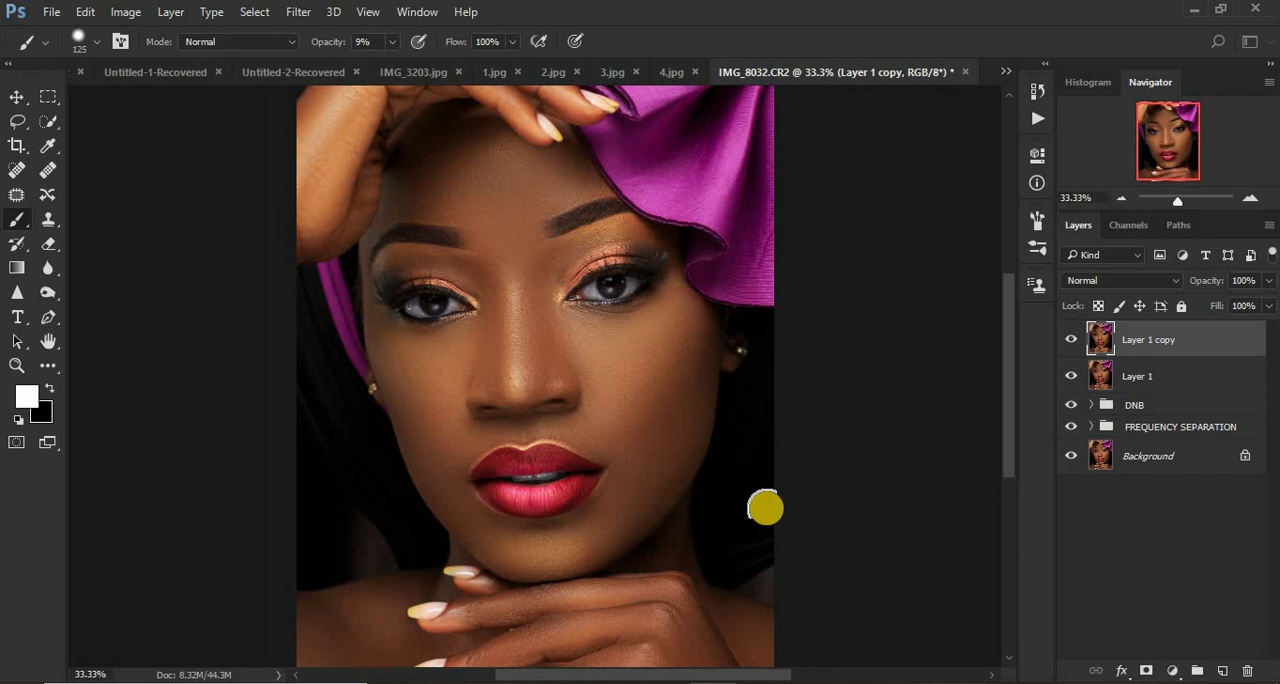 Ps File Edit Image Layer Type Select Filter 3D View Window Help
125 Mode: Normal Opacity: 9% Flow: 100%
Untitled-1-Recovered × Untitled-2-Recovered × IMG_3203.jpg × 1.jpg × 2.jpg × 3.jpg × 4.jpg × IMG_8032.CR2 @ 33.3% (Layer 1 copy, RGB/8*) * ×
Histogram Navigator
33.33%
Layers Channels Paths
Kind
Normal Opacity: 100%
Lock: Fill: 100%
Layer 1 copy
Layer 1
DNB
FREQUENCY SEPARATION
Background
33.33% Doc: 8.32M/44.3M